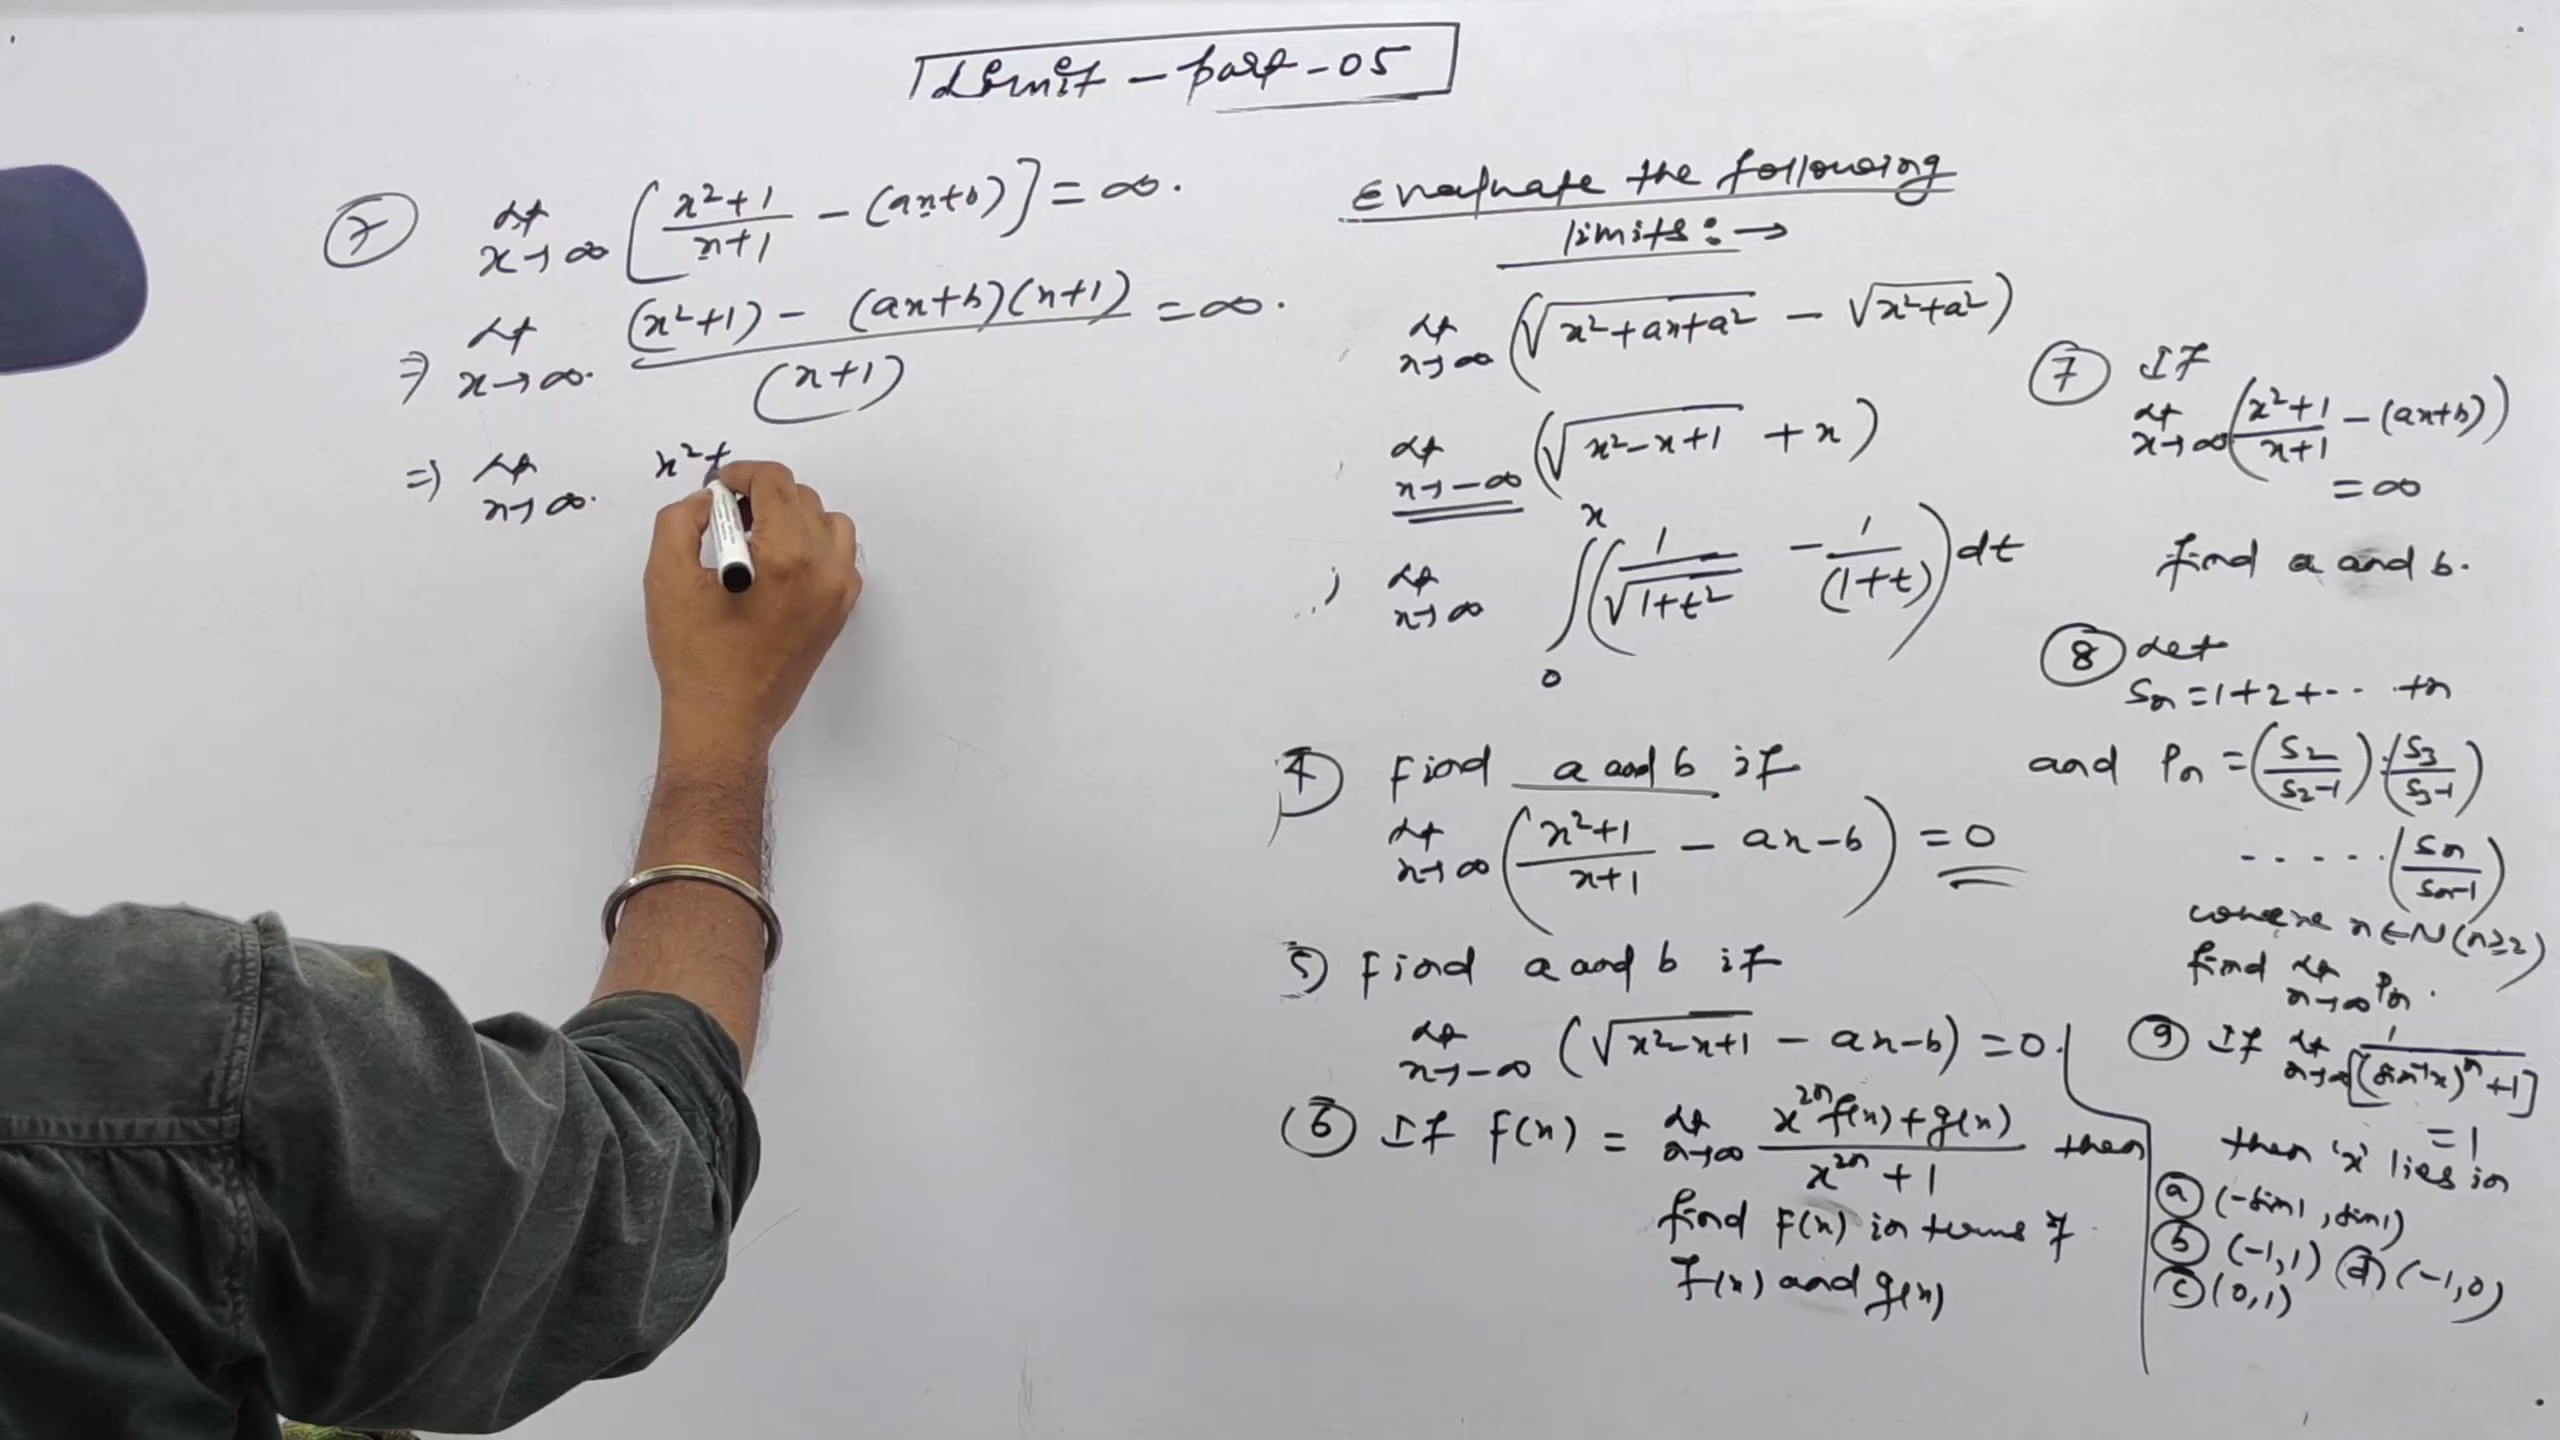 Limit - part - 05
(7) Lt x→∞ [(x²+1)/(x+1) - (ax+b)] = ∞.
⇒ Lt x→∞. ((x²+1) - (ax+b)(x+1))/(x+1) = ∞.
⇒ Lt x→∞. x²+
Evaluate the following
limits: →
Lt x→∞ (√(x²+ax+a²) - √(x²+a²))
Lt x→-∞ (√(x²-x+1) + x)
Lt x→∞ ∫₀ˣ (1/√(1+t²) - 1/(1+t)) dt
(4) Find a and b if
Lt x→∞ ((x²+1)/(x+1) - ax-b) = 0
5) Find a and b if
Lt x→-∞ (√(x²-x+1) - ax-b) = 0.
(6) If F(x) = Lt n→∞ (x²ⁿf(x)+g(x))/(x²ⁿ+1) then
find F(x) in terms of
f(x) and g(x)
(7) If
Lt x→∞ ((x²+1)/(x+1) - (ax+b))
= ∞
find a and b.
(8) Let
Sn = 1+2+-- +n
and Pn = (S2/(S2-1)).(S3/(S3-1))
.....(Sn/(Sn-1))
where n∈N (n≥2)
find Lt n→∞ Pn.
(9) If Lt n→∞ 1/[(sin⁻¹x)ⁿ+1]
= 1
then 'x' lies in
(a) (-sin1, sin1)
(b) (-1,1) (d) (-1,0)
(c) (0,1)